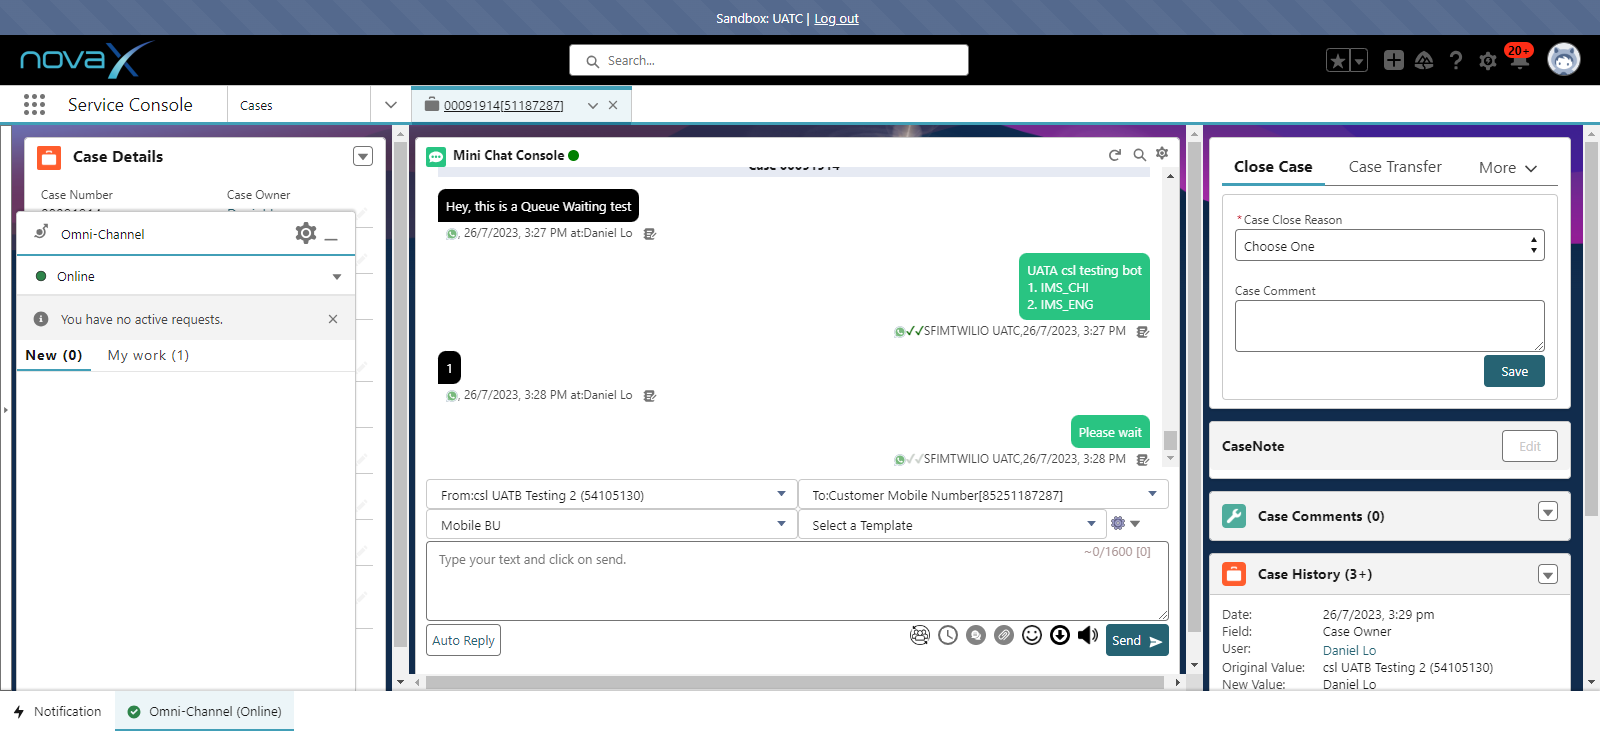 Sandbox: UATC | Log out
novaX
Search...
20+
Service Console
Cases
00091914[51187287]
Case Details
Case Number
Case Owner
Omni-Channel
Online
You have no active requests.
New (0)
My work (1)
Mini Chat Console
Case 00091914
Hey, this is a Queue Waiting test
, 26/7/2023, 3:27 PM at:Daniel Lo
UATA csl testing bot
1. IMS_CHI
2. IMS_ENG
SFIMTWILIO UATC,26/7/2023, 3:27 PM
1
, 26/7/2023, 3:28 PM at:Daniel Lo
Please wait
SFIMTWILIO UATC,26/7/2023, 3:28 PM
From:csl UATB Testing 2 (54105130)
To:Customer Mobile Number[85251187287]
Mobile BU
Select a Template
Type your text and click on send.
~0/1600 [0]
Auto Reply
Send
Close Case
Case Transfer
More
*Case Close Reason
Choose One
Case Comment
Save
CaseNote
Edit
Case Comments (0)
Case History (3+)
Date: 26/7/2023, 3:29 pm
Field: Case Owner
User: Daniel Lo
Original Value: csl UATB Testing 2 (54105130)
New Value: Daniel Lo
Notification
Omni-Channel (Online)